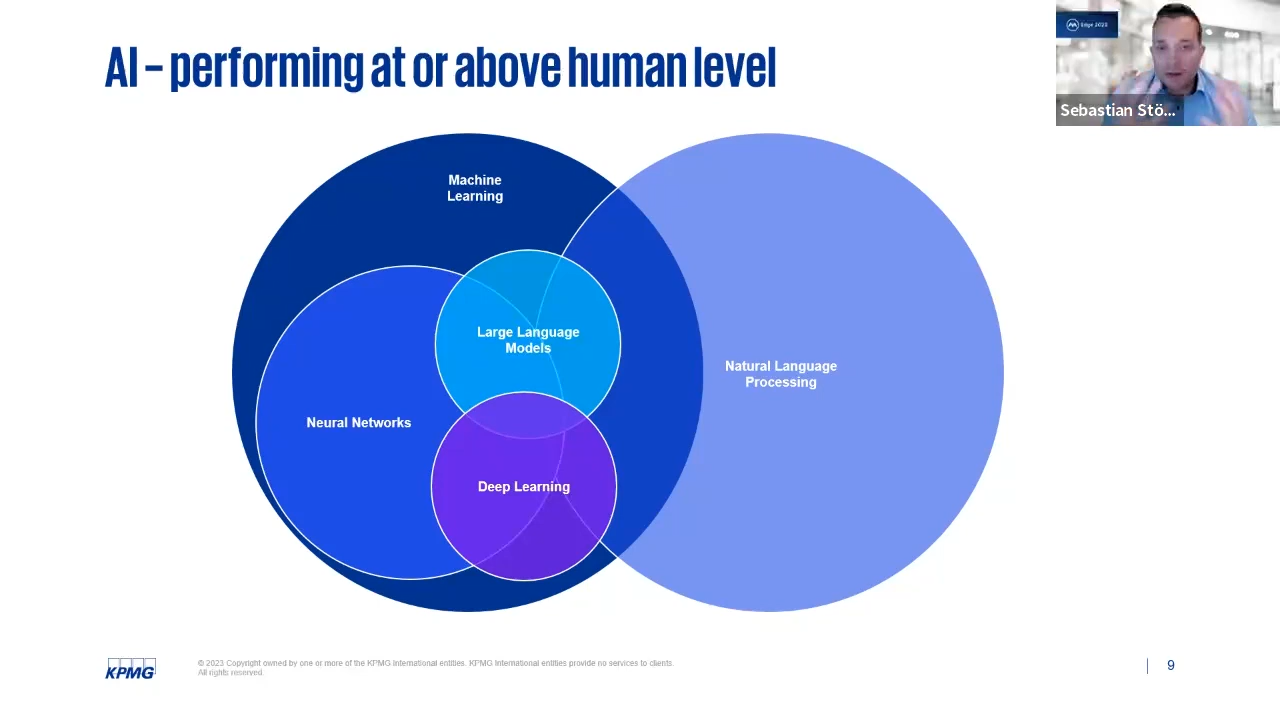 AI – performing at or above human level
Edge 2023
Sebastian Stö...
Machine
Learning
Large Language
Models
Natural Language
Processing
Neural Networks
Deep Learning
KPMG
© 2023 Copyright owned by one or more of the KPMG International entities. KPMG International entities provide no services to clients.
All rights reserved.
9